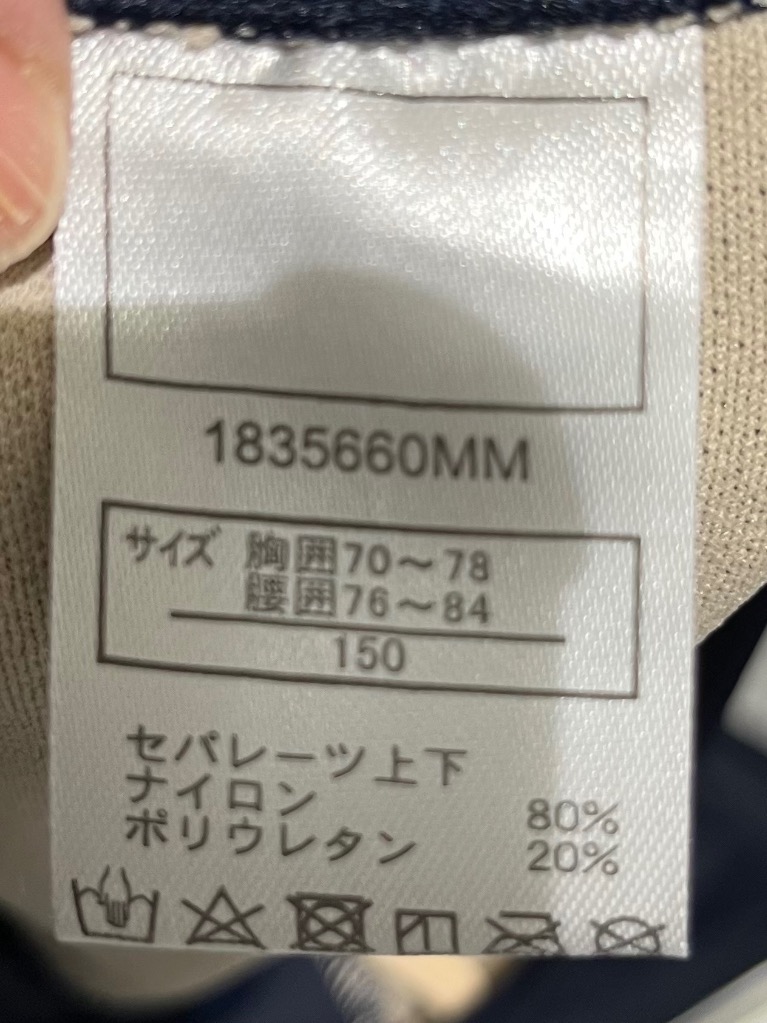 1835660MM
サイズ 胸囲70〜78
腰囲76〜84
150
セパレーツ上下
ナイロン 80%
ポリウレタン 20%